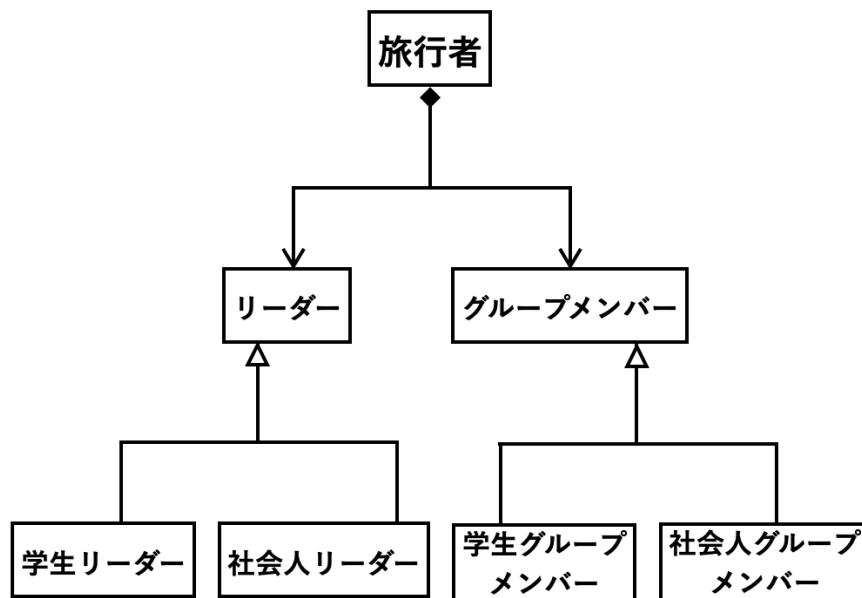 旅行者
リーダー
グループメンバー
学生リーダー
社会人リーダー
学生グループ
メンバー
社会人グループ
メンバー